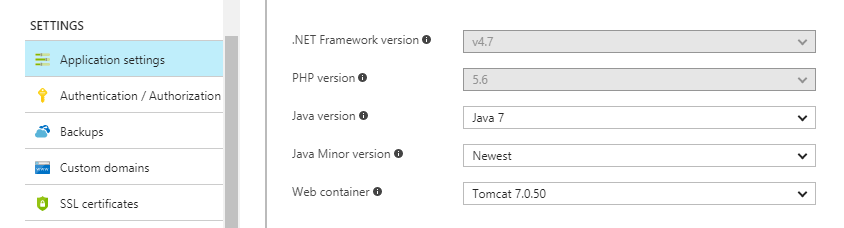 SETTINGS
Application settings
Authentication / Authorization
Backups
www
Custom domains
SSL certificates
.NET Framework version v4.7
PHP version 5.6
Java version Java 7
Java Minor version Newest
Web container Tomcat 7.0.50